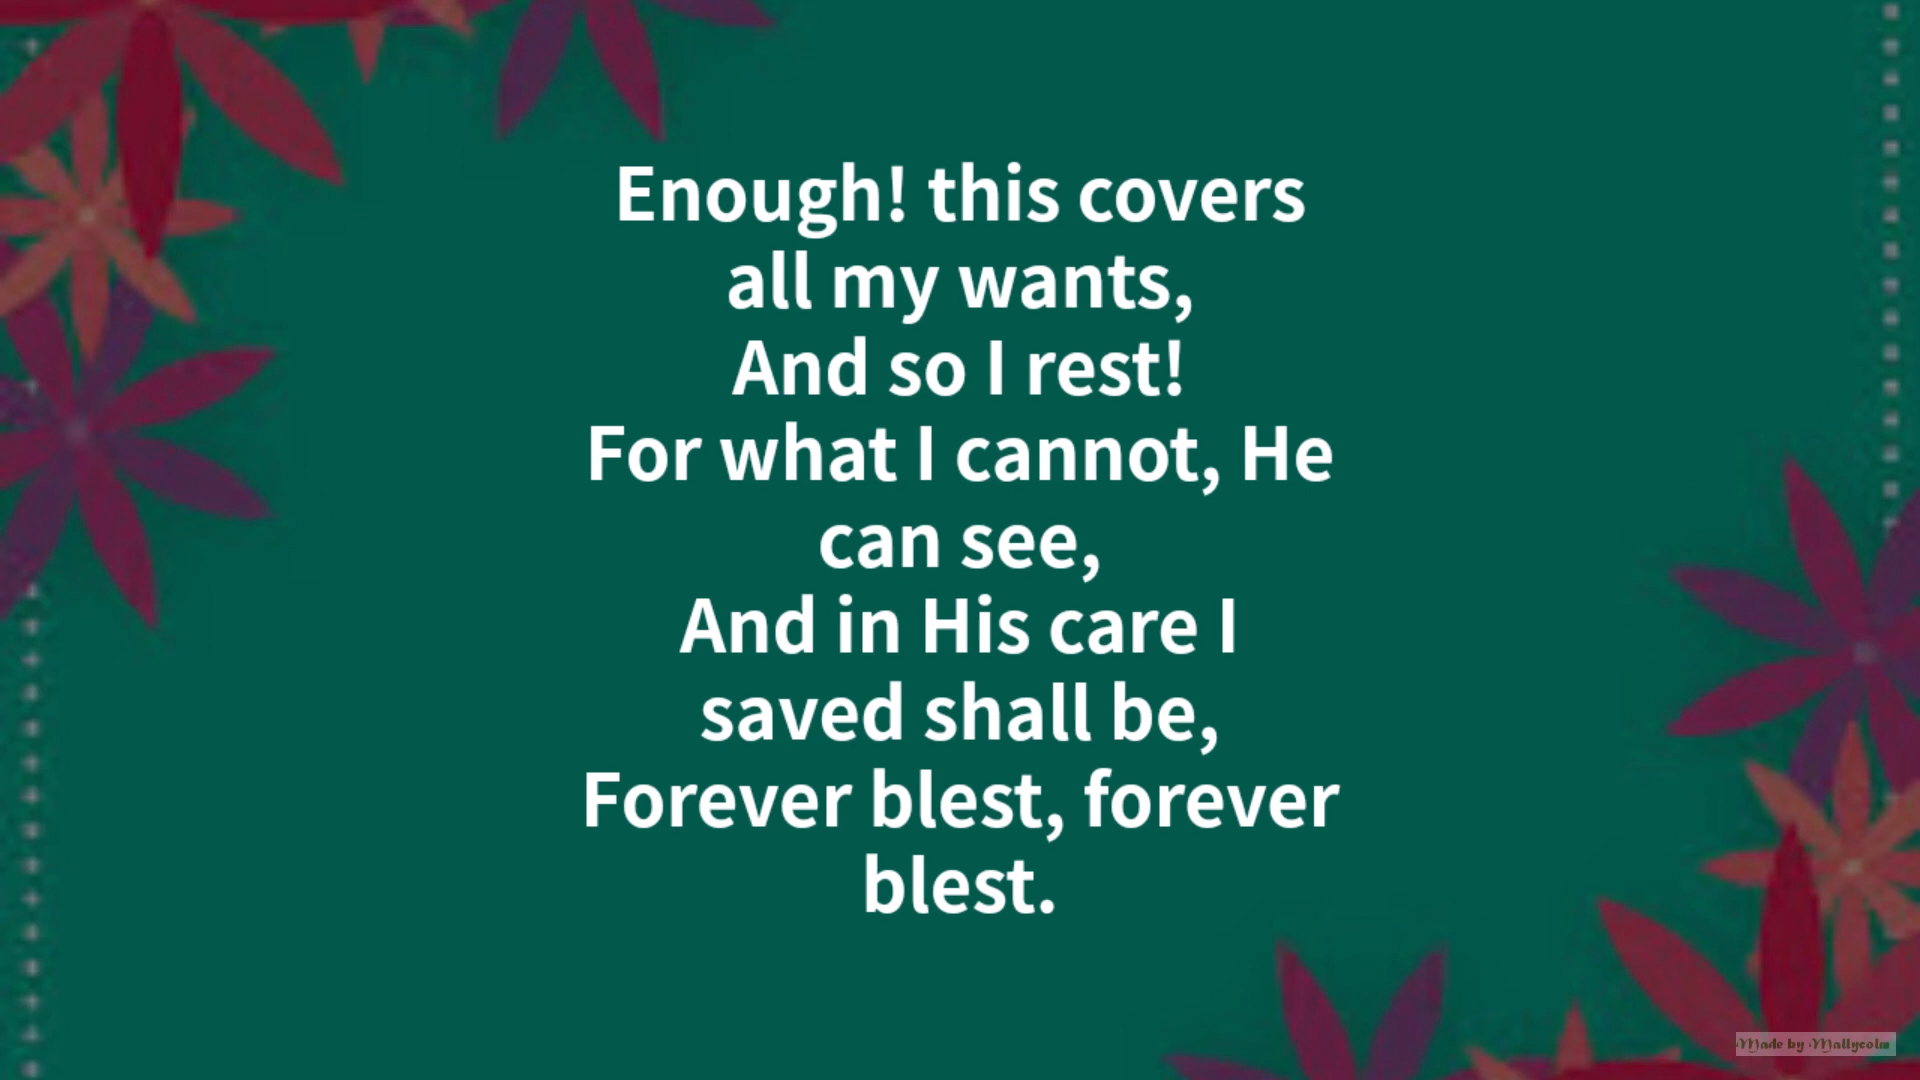 Enough! this covers
all my wants,
And so I rest!
For what I cannot, He
can see,
And in His care I
saved shall be,
Forever blest, forever
blest.
Made by Mallycolm